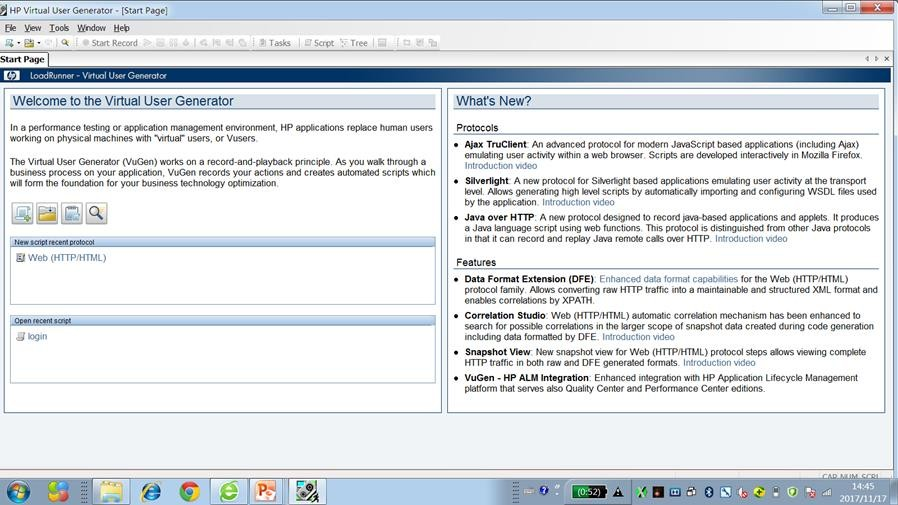 HP Virtual User Generator - [Start Page]
File View Tools Window Help
Start Record Tasks Script Tree
Start Page
hp LoadRunner - Virtual User Generator
Welcome to the Virtual User Generator
In a performance testing or application management environment, HP applications replace human users
working on physical machines with "virtual" users, or Vusers.
The Virtual User Generator (VuGen) works on a record-and-playback principle. As you walk through a
business process on your application, VuGen records your actions and creates automated scripts which
will form the foundation for your business technology optimization.
New script recent protocol
Web (HTTP/HTML)
Open recent script
login
What's New?
Protocols
• Ajax TruClient: An advanced protocol for modern JavaScript based applications (including Ajax)
emulating user activity within a web browser. Scripts are developed interactively in Mozilla Firefox.
Introduction video
• Silverlight: A new protocol for Silverlight based applications emulating user activity at the transport
level. Allows generating high level scripts by automatically importing and configuring WSDL files used
by the application. Introduction video
• Java over HTTP: A new protocol designed to record java-based applications and applets. It produces
a Java language script using web functions. This protocol is distinguished from other Java protocols
in that it can record and replay Java remote calls over HTTP. Introduction video
Features
• Data Format Extension (DFE): Enhanced data format capabilities for the Web (HTTP/HTML)
protocol family. Allows converting raw HTTP traffic into a maintainable and structured XML format and
enables correlations by XPATH.
• Correlation Studio: Web (HTTP/HTML) automatic correlation mechanism has been enhanced to
search for possible correlations in the larger scope of snapshot data created during code generation
including data formatted by DFE. Introduction video
• Snapshot View: New snapshot view for Web (HTTP/HTML) protocol steps allows viewing complete
HTTP traffic in both raw and DFE generated formats. Introduction video
• VuGen - HP ALM Integration: Enhanced integration with HP Application Lifecycle Management
platform that serves also Quality Center and Performance Center editions.
CAP NUM SCRL
(0:52)
14:45
2017/11/17